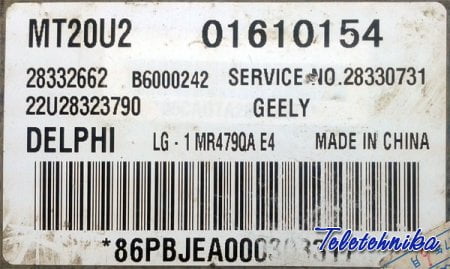 MT20U2 01610154
28332662 B6000242 SERVICE NO.28330731
22U28323790 GEELY
DELPHI LG - 1 MR479QA E4 MADE IN CHINA
Teletehnika